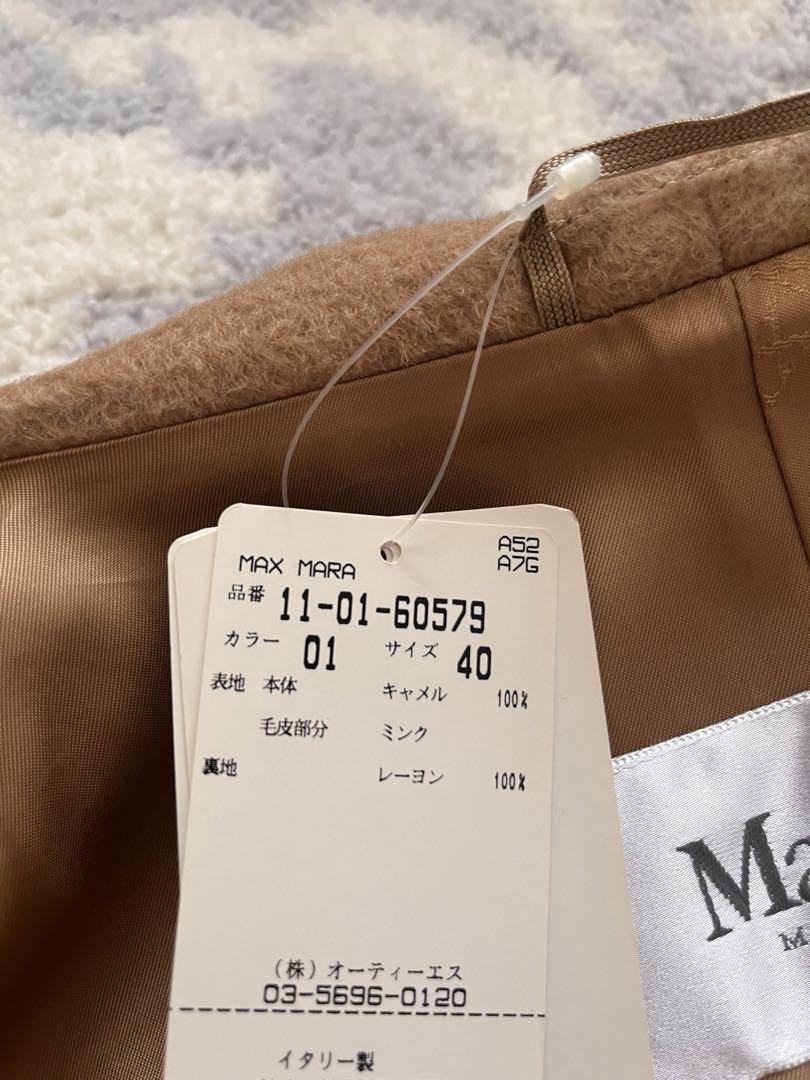 MAX MARA
A52
A7G
品番 11-01-60579
カラー 01 サイズ 40
表地 本体 キャメル 100%
毛皮部分 ミンク
裏地 レーヨン 100%
(株)オーティーエス
03-5696-0120
イタリー製
Ma
M